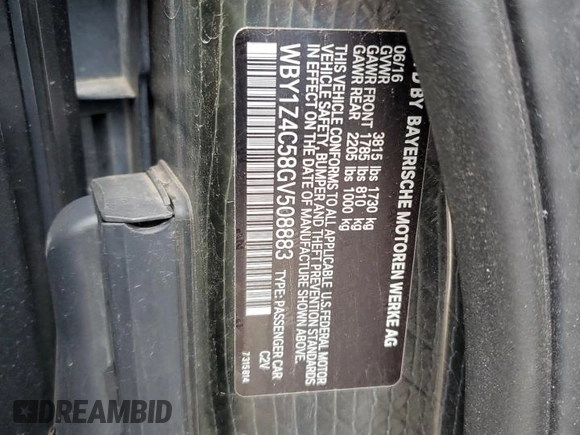 D BY BAYERISCHE MOTOREN WERKE AG
06/16
GVWR 3815 lbs 1730 kg
GAWR FRONT 1785 lbs 810 kg
GAWR REAR 2205 lbs 1000 kg
THIS VEHICLE CONFORMS TO ALL APPLICABLE U.S. FEDERAL MOTOR
VEHICLE SAFETY, BUMPER AND THEFT PREVENTION STANDARDS
IN EFFECT ON THE DATE OF MANUFACTURE SHOWN ABOVE.
WBY1Z4C58GV508883 TYPE: PASSENGER CAR
C2V
7315814
DREAMBID